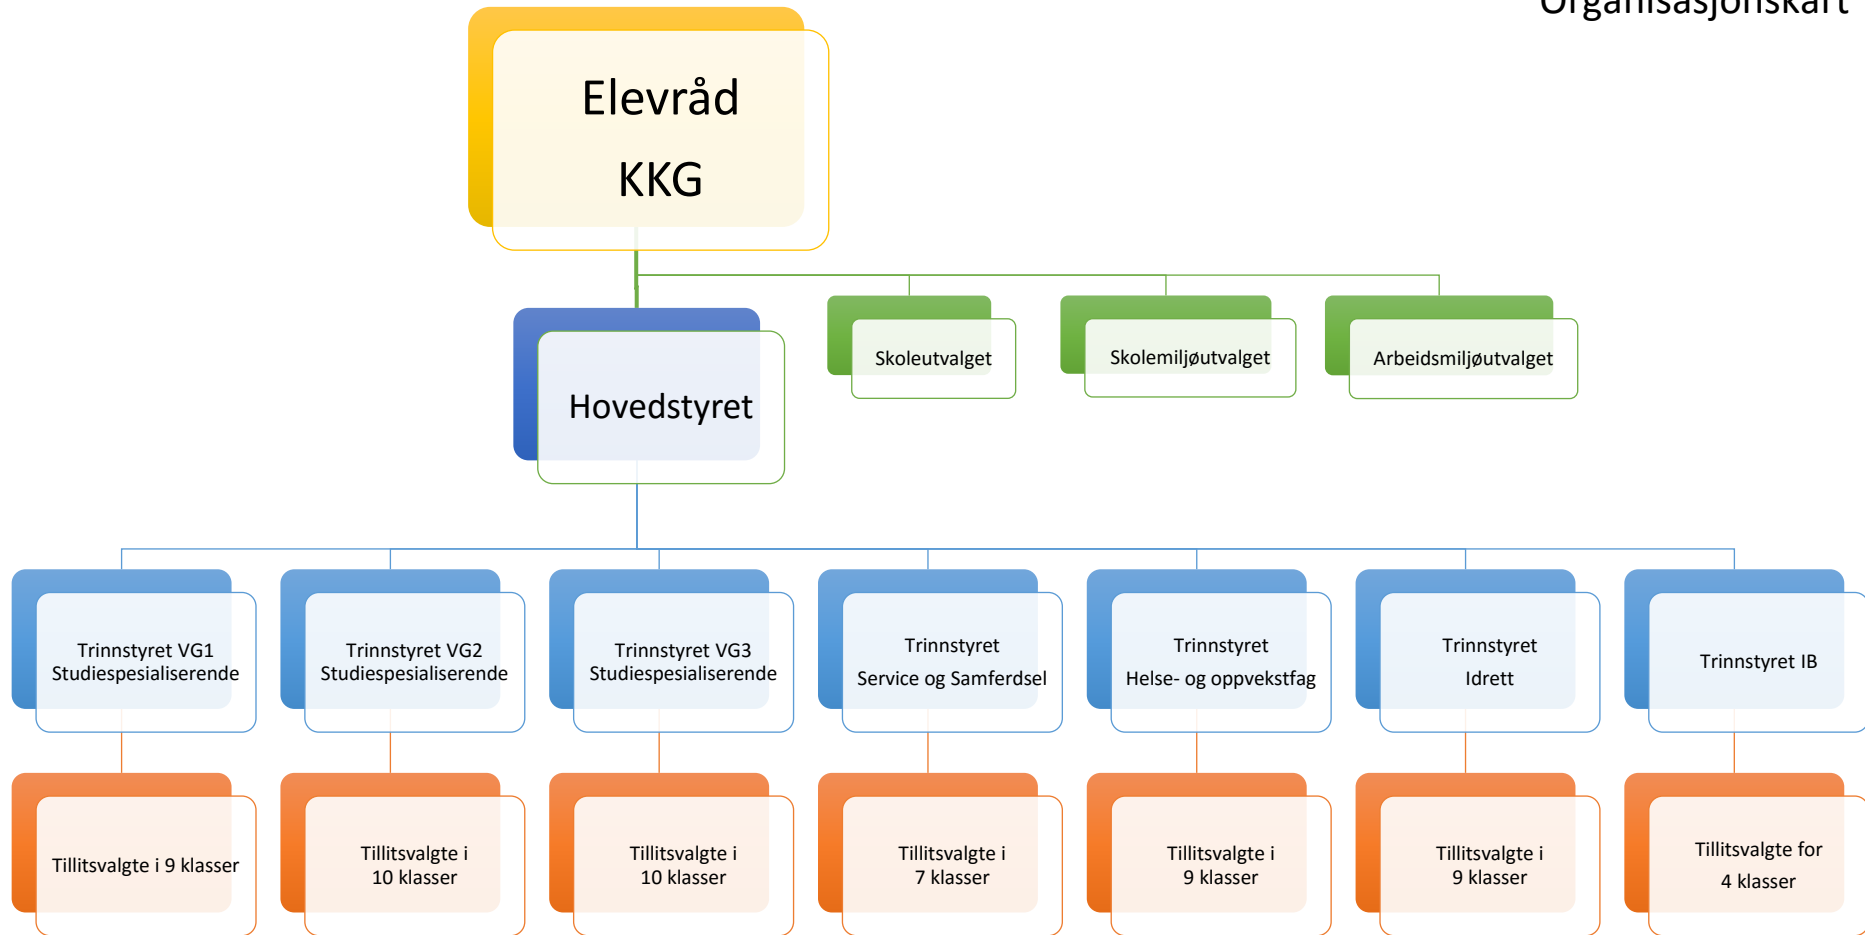 Organisasjonskart
Elevråd
KKG
Hovedstyret
Skoleutvalget
Skolemiljøutvalget
Arbeidsmiljøutvalget
Trinnstyret VG1
Studiespesialiserende
Trinnstyret VG2
Studiespesialiserende
Trinnstyret VG3
Studiespesialiserende
Trinnstyret
Service og Samferdsel
Trinnstyret
Helse- og oppvekstfag
Trinnstyret
Idrett
Trinnstyret IB
Tillitsvalgte i 9 klasser
Tillitsvalgte i
10 klasser
Tillitsvalgte i
10 klasser
Tillitsvalgte i
7 klasser
Tillitsvalgte i
9 klasser
Tillitsvalgte i
9 klasser
Tillitsvalgte for
4 klasser